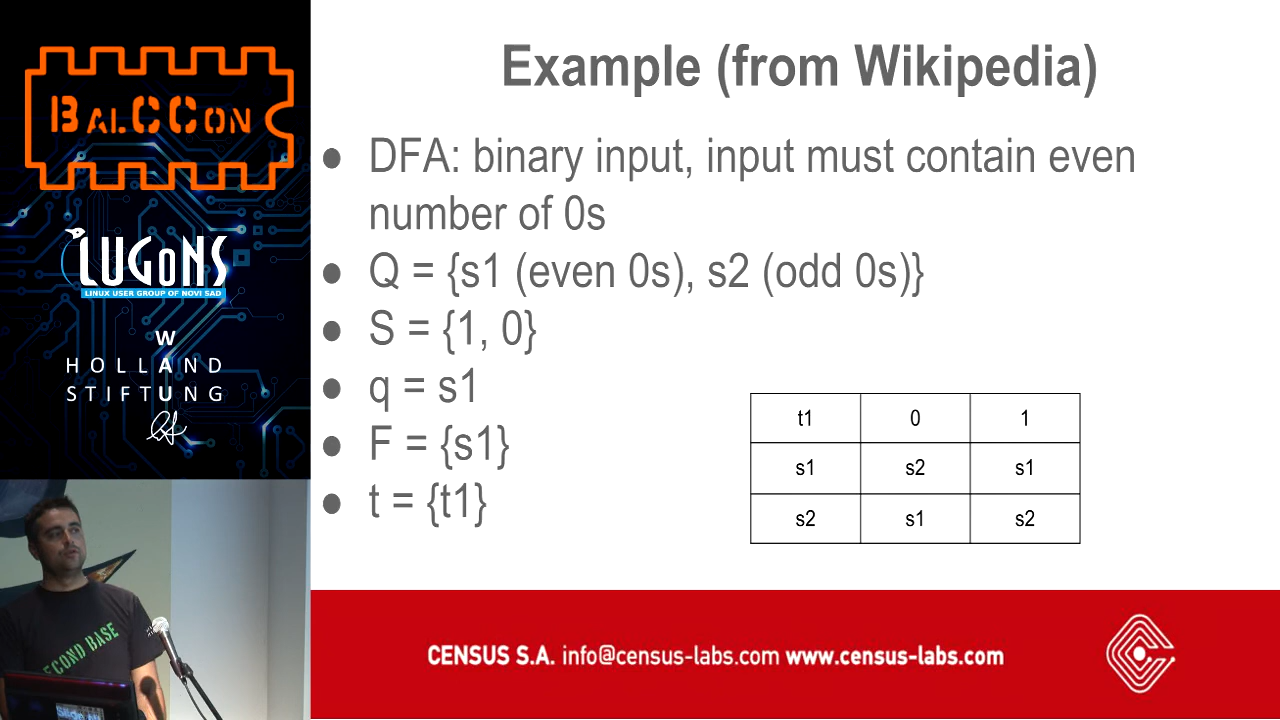 BALCCON
LUGoNS
LINUX USER GROUP OF NOVI SAD
W
HOLLAND
STIFTUNG
Example (from Wikipedia)
● DFA: binary input, input must contain even
number of 0s
● Q = {s1 (even 0s), s2 (odd 0s)}
● S = {1, 0}
● q = s1
● F = {s1}
● t = {t1}
t1 0 1
s1 s2 s1
s2 s1 s2
ECOND BASE
CENSUS S.A. info@census-labs.com www.census-labs.com